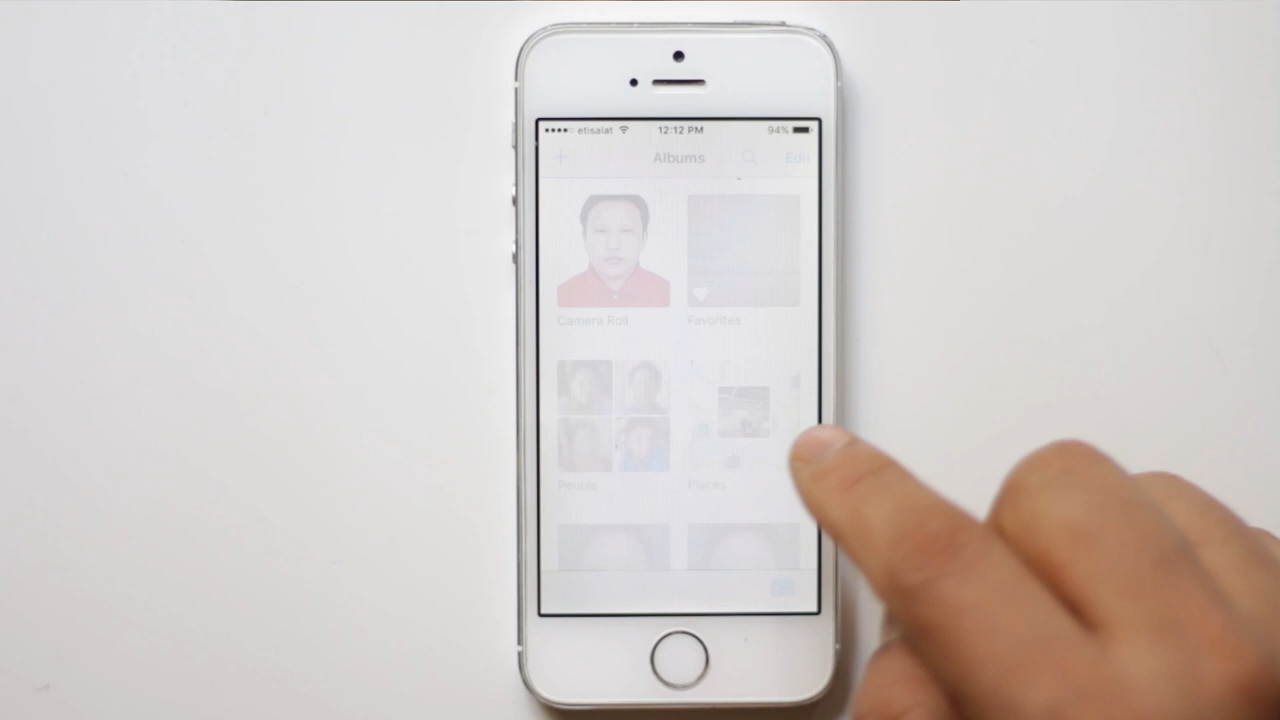 etisalat 12:12 PM 94%
Albums Edit
Camera Roll Favorites
People Places